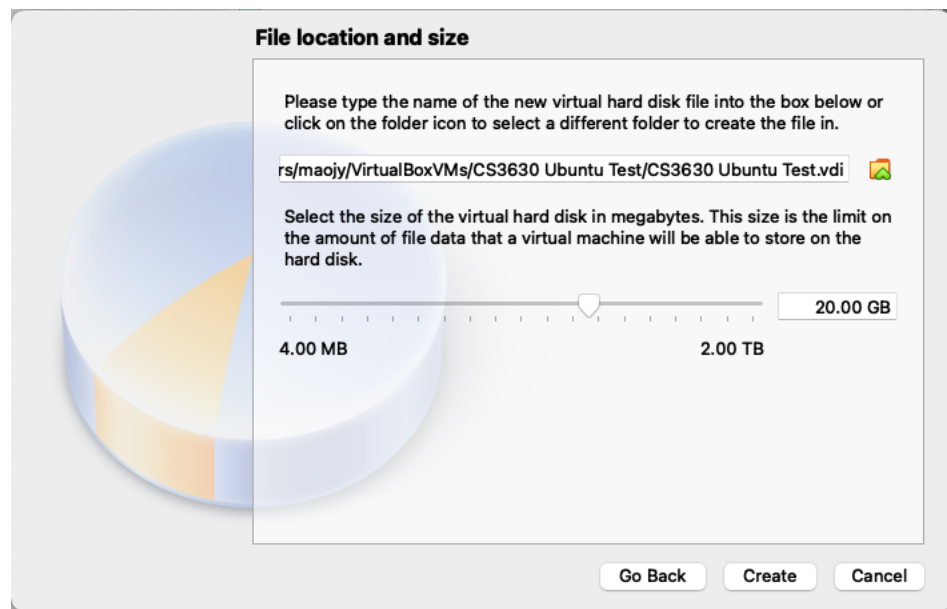 File location and size
Please type the name of the new virtual hard disk file into the box below or
click on the folder icon to select a different folder to create the file in.
rs/maojy/VirtualBoxVMs/CS3630 Ubuntu Test/CS3630 Ubuntu Test.vdi
Select the size of the virtual hard disk in megabytes. This size is the limit on
the amount of file data that a virtual machine will be able to store on the
hard disk.
20.00 GB
4.00 MB 2.00 TB
Go Back Create Cancel